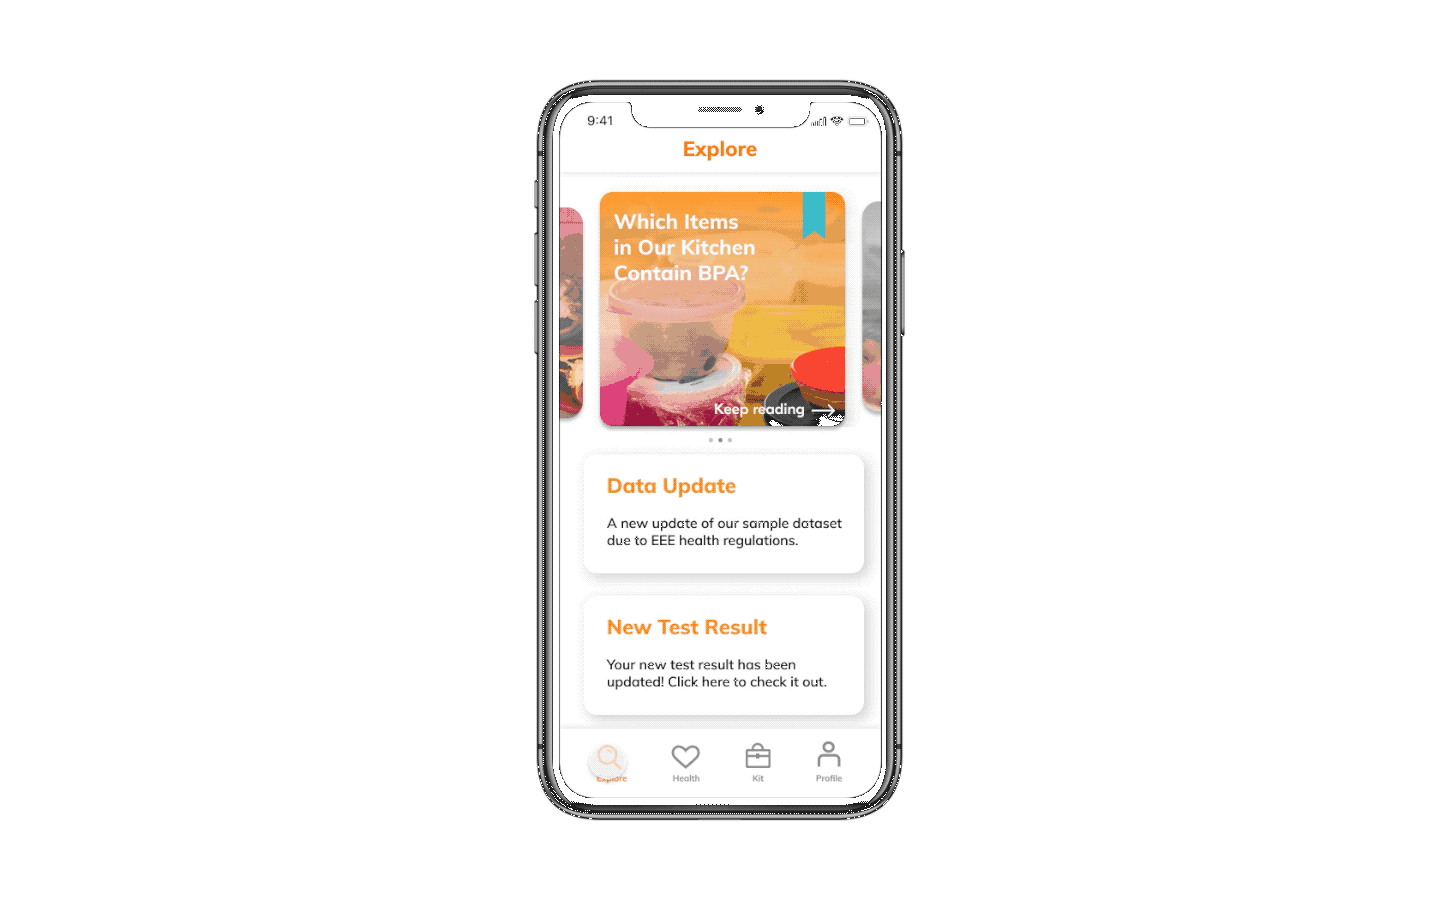 9:41
Explore
Which Items
in Our Kitchen
Contain BPA?
Keep reading
Data Update
A new update of our sample dataset
due to EEE health regulations.
New Test Result
Your new test result has been
updated! Click here to check it out.
Explore
Health
Kit
Profile